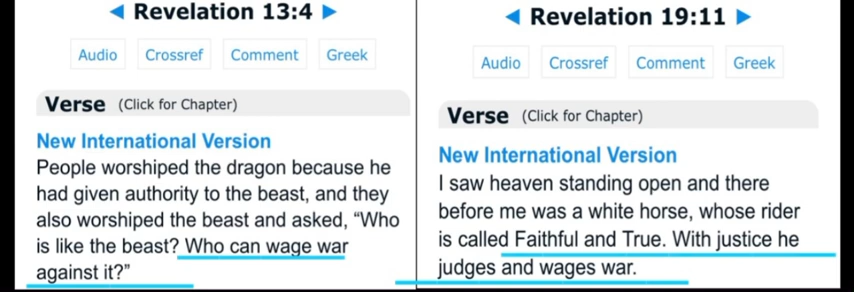 ◄ Revelation 13:4 ►
Audio Crossref Comment Greek
Verse (Click for Chapter)
New International Version
People worshiped the dragon because he
had given authority to the beast, and they
also worshiped the beast and asked, “Who
is like the beast? Who can wage war
against it?”
◄ Revelation 19:11 ►
Audio Crossref Comment Greek
Verse (Click for Chapter)
New International Version
I saw heaven standing open and there
before me was a white horse, whose rider
is called Faithful and True. With justice he
judges and wages war.